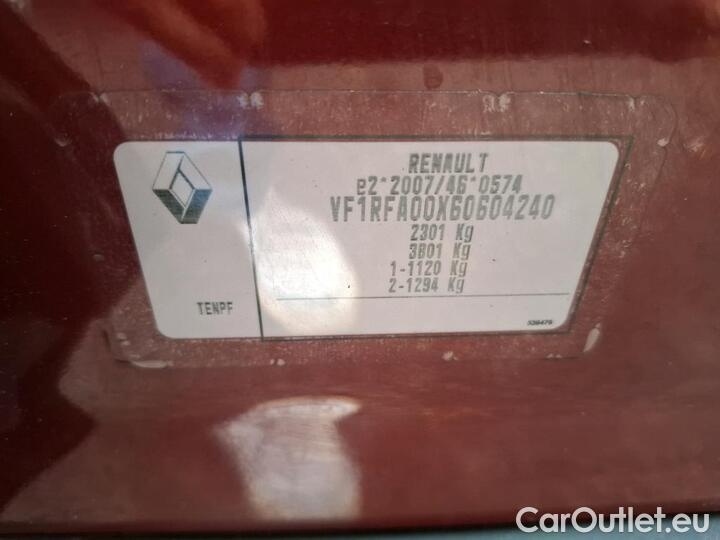 RENAULT
e2*2007/46*0574
VF1RFA00X60604240
2301 Kg
3801 Kg
1-1120 Kg
2-1294 Kg
TENPF
CarOutlet.eu